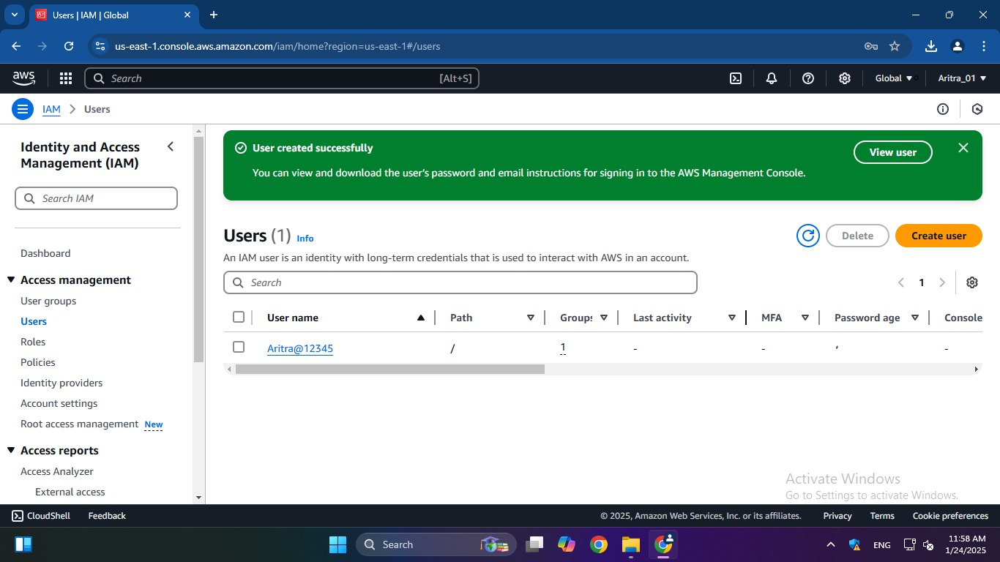 Users | IAM | Global
us-east-1.console.aws.amazon.com/iam/home?region=us-east-1#/users
aws
Search
[Alt+S]
Global
Aritra_01
IAM
Users
Identity and Access
Management (IAM)
Search IAM
Dashboard
Access management
User groups
Users
Roles
Policies
Identity providers
Account settings
Root access management New
Access reports
Access Analyzer
External access
User created successfully
You can view and download the user's password and email instructions for signing in to the AWS Management Console.
View user
Users (1) Info
Delete
Create user
An IAM user is an identity with long-term credentials that is used to interact with AWS in an account.
Search
1
User name Path Groups Last activity MFA Password age Console
Aritra@12345 / 1 - - -
Activate Windows
Go to Settings to activate Windows.
CloudShell Feedback © 2025, Amazon Web Services, Inc. or its affiliates. Privacy Terms Cookie preferences
Search
ENG
11:58 AM
1/24/2025